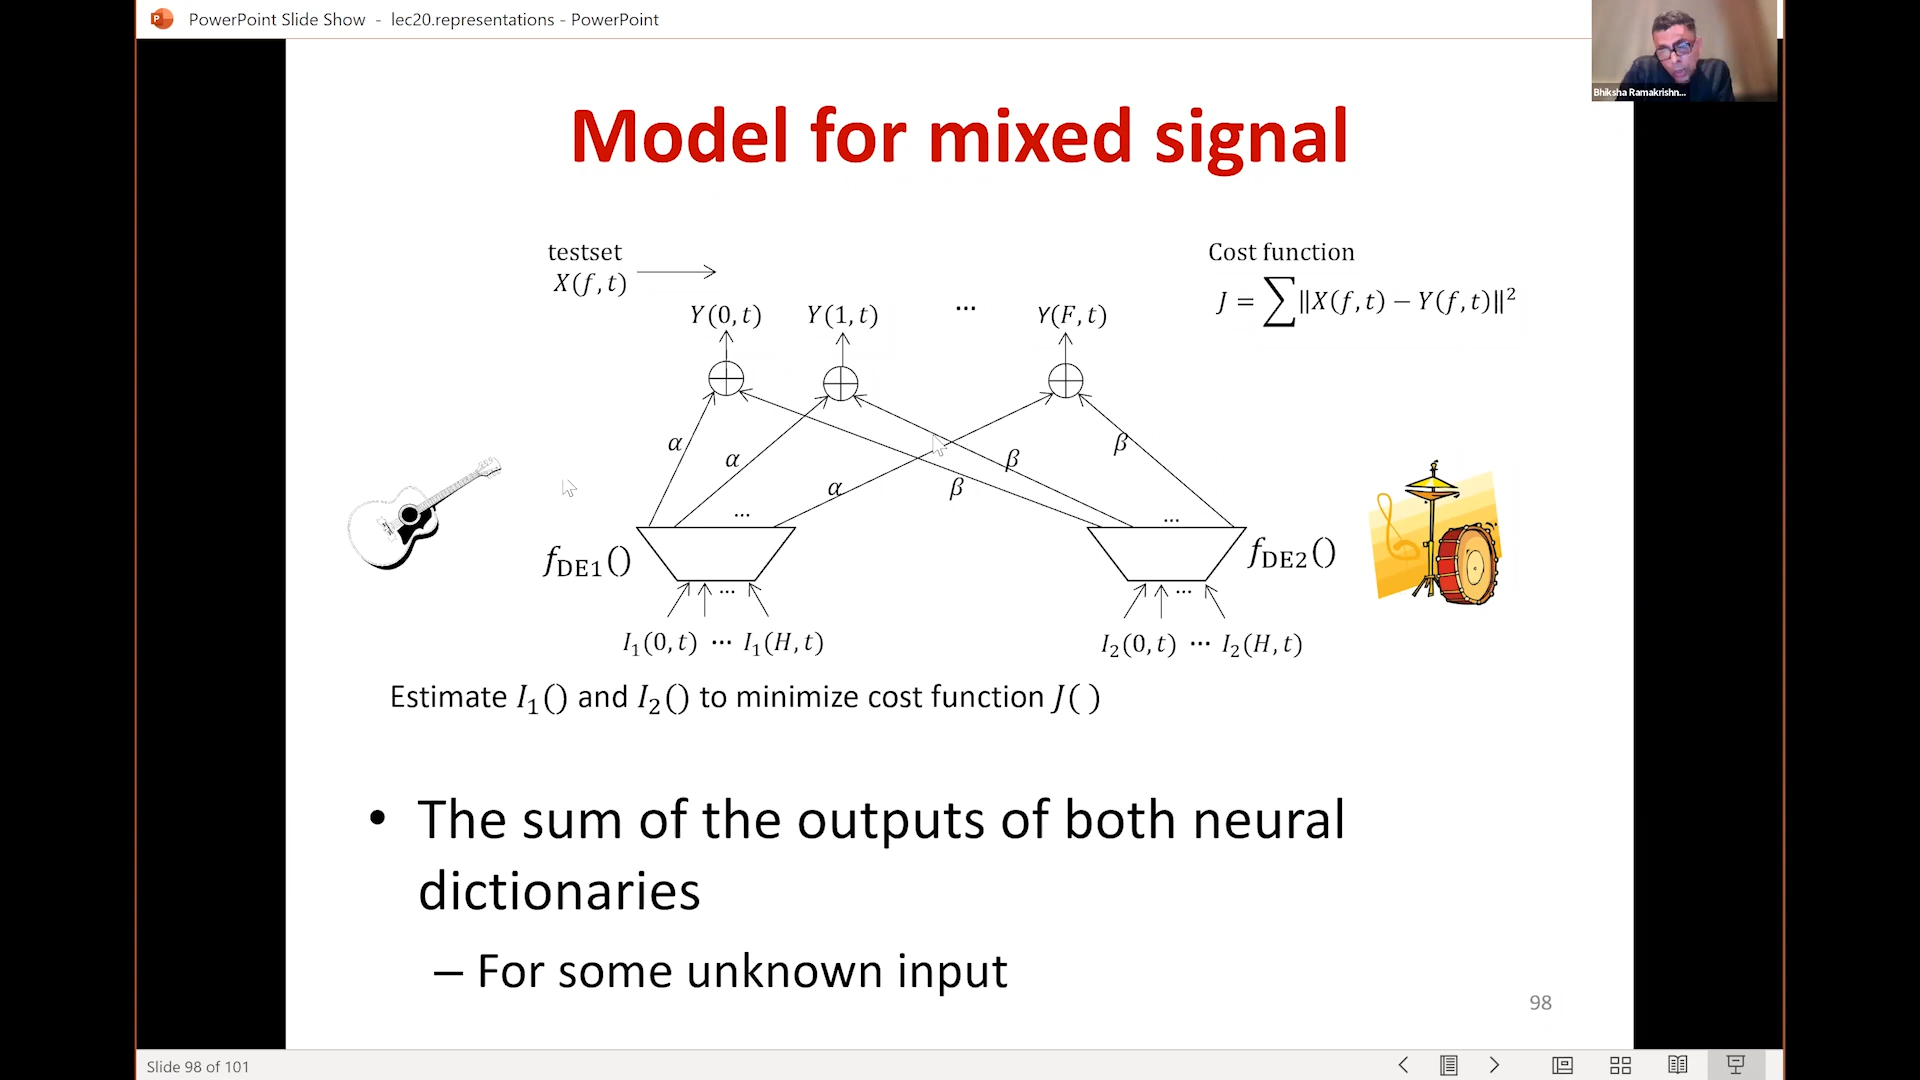 PowerPoint Slide Show - lec20.representations - PowerPoint
Bhiksha Ramakrishn...
Model for mixed signal
testset
X(f,t)
Cost function
J = ∑‖X(f,t) − Y(f,t)‖²
Y(0,t) Y(1,t) ... Y(F,t)
α α α β β β
... ...
f_DE1() f_DE2()
... ...
I₁(0,t) ⋯ I₁(H,t) I₂(0,t) ⋯ I₂(H,t)
Estimate I₁() and I₂() to minimize cost function J( )
• The sum of the outputs of both neural
dictionaries
– For some unknown input
98
Slide 98 of 101